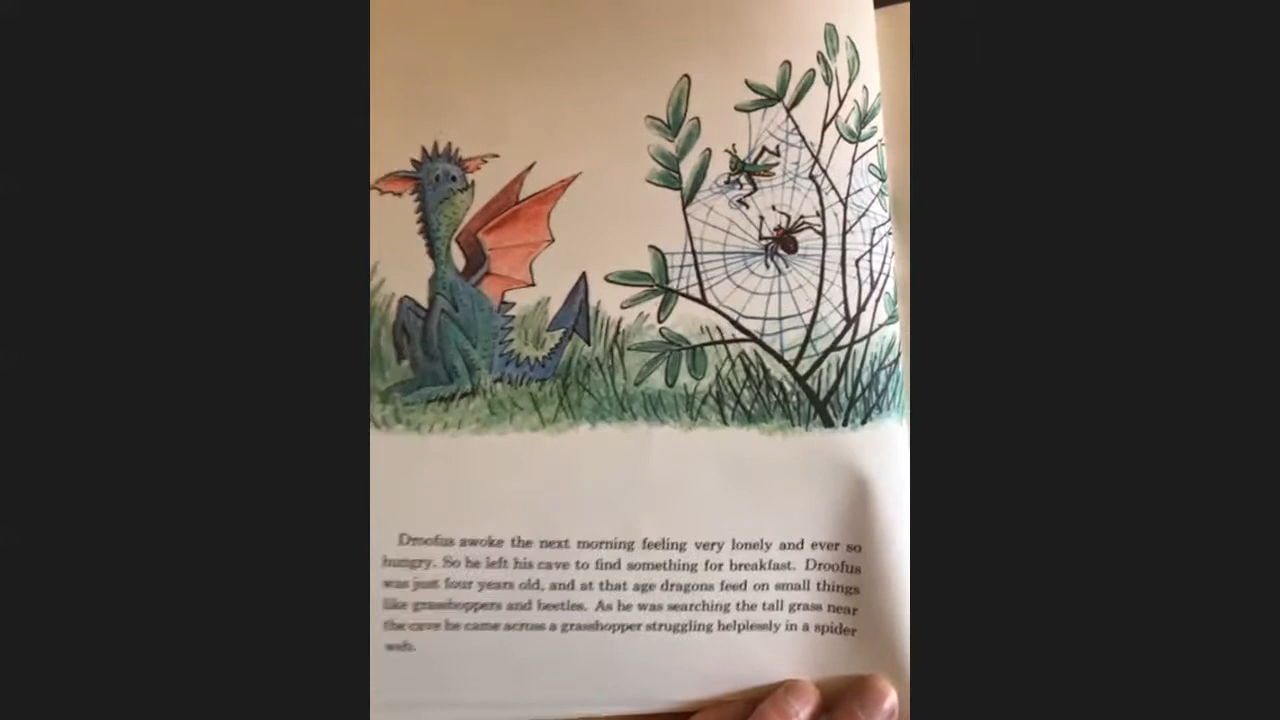 Droofus awoke the next morning feeling very lonely and ever so
hungry. So he left his cave to find something for breakfast. Droofus
was just four years old, and at that age dragons feed on small things
like grasshoppers and beetles. As he was searching the tall grass near
the cave he came across a grasshopper struggling helplessly in a spider
web.